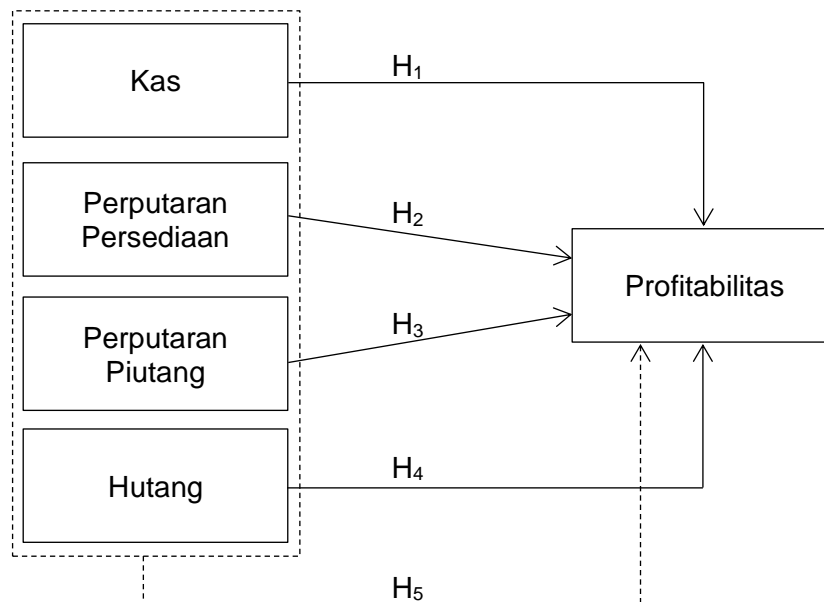 Kas
H₁
Perputaran
Persediaan
H₂
Profitabilitas
Perputaran
Piutang
H₃
Hutang
H₄
H₅